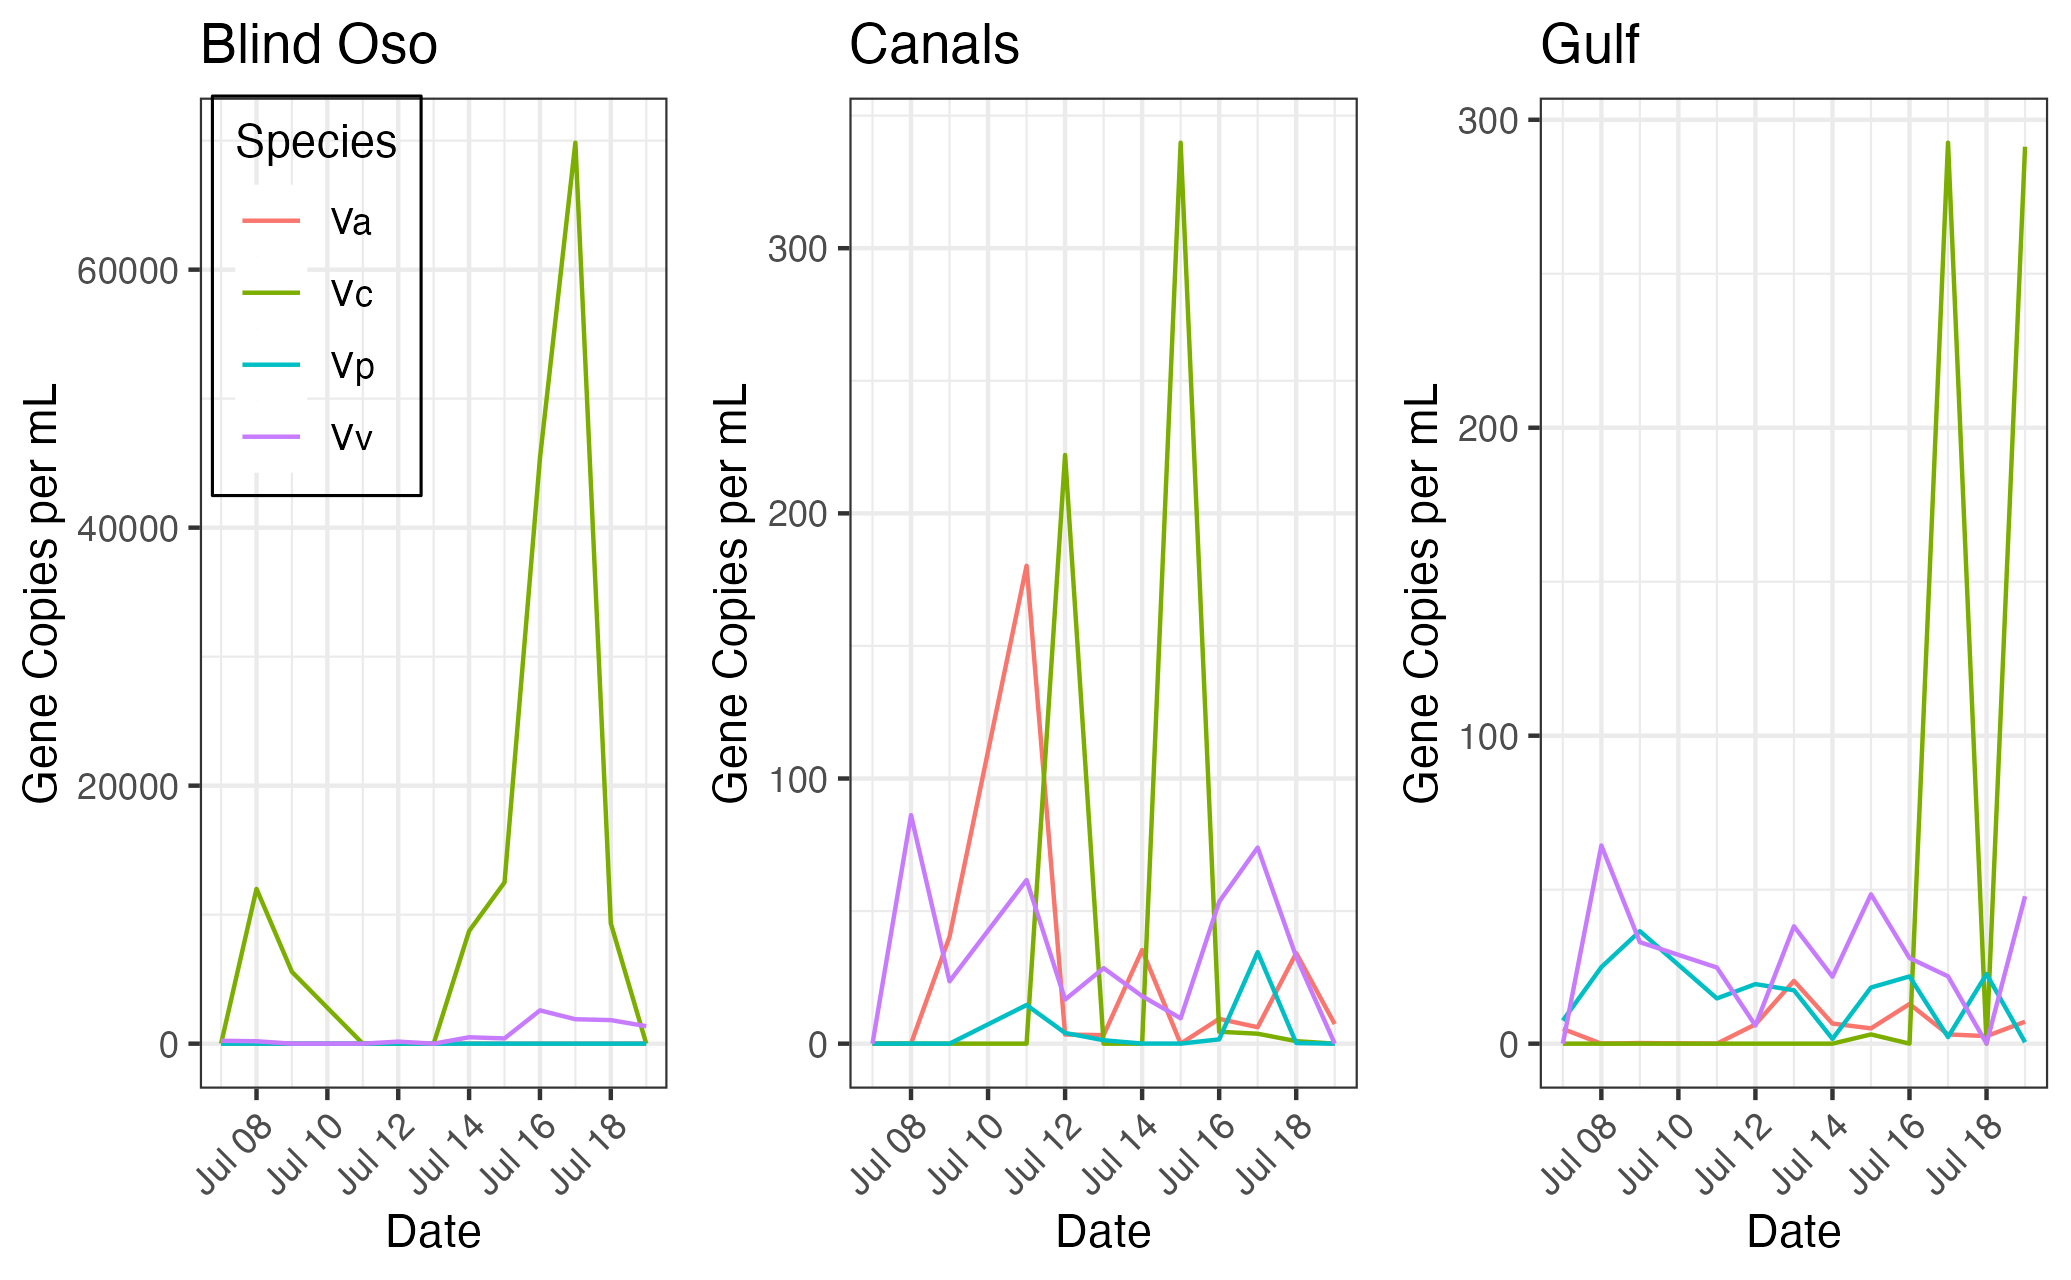 Blind Oso
Gene Copies per mL
60000
40000
20000
0
Species
Va
Vc
Vp
Vv
Jul 08
Jul 10
Jul 12
Jul 14
Jul 16
Jul 18
Date
Canals
Gene Copies per mL
300
200
100
0
Jul 08
Jul 10
Jul 12
Jul 14
Jul 16
Jul 18
Date
Gulf
Gene Copies per mL
300
200
100
0
Jul 08
Jul 10
Jul 12
Jul 14
Jul 16
Jul 18
Date